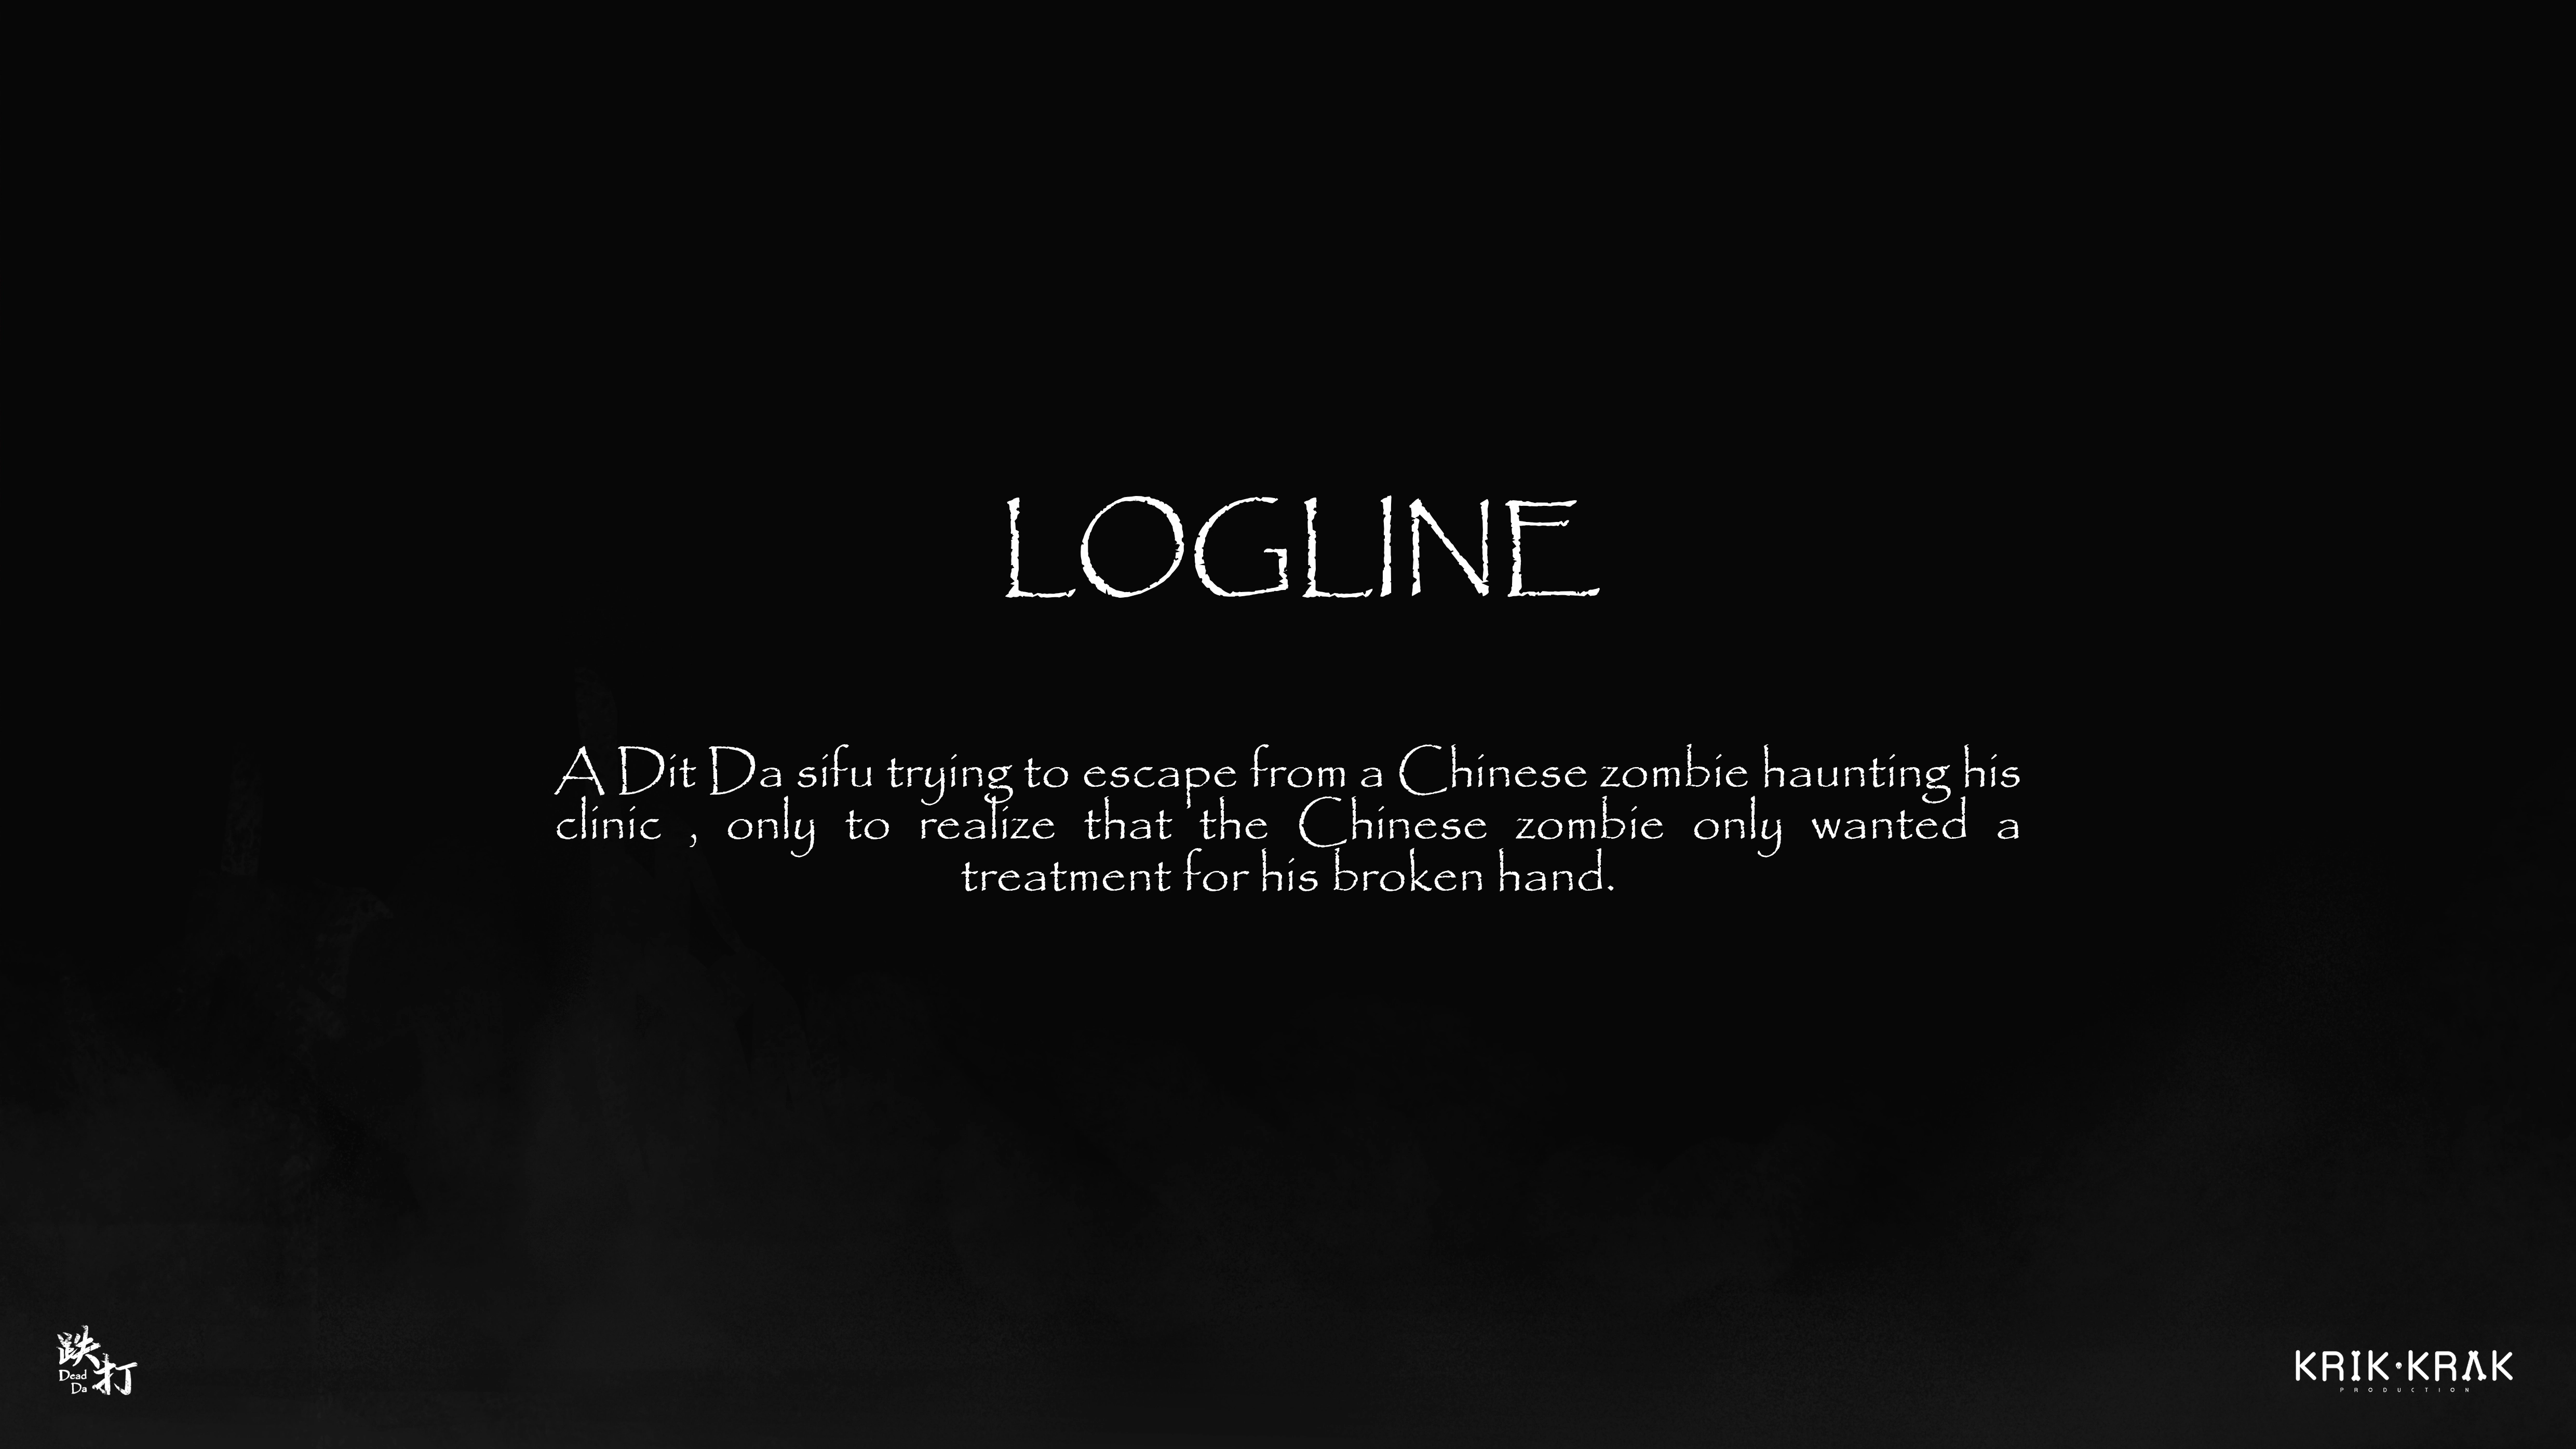 LOGLINE
A Dit Da sifu trying to escape from a Chinese zombie haunting his
clinic , only to realize that the Chinese zombie only wanted a
treatment for his broken hand.
跌打
Dead
Da
KRIK·KRAK
PRODUCTION